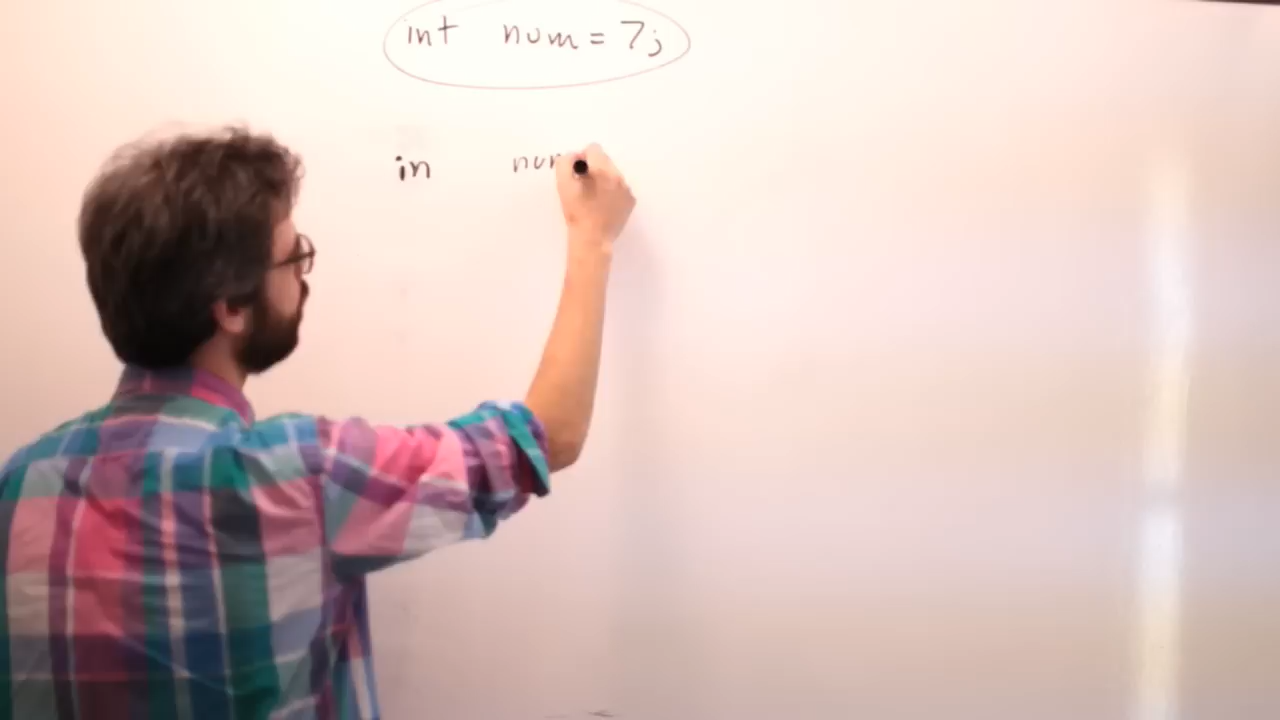 int num = 7;
in